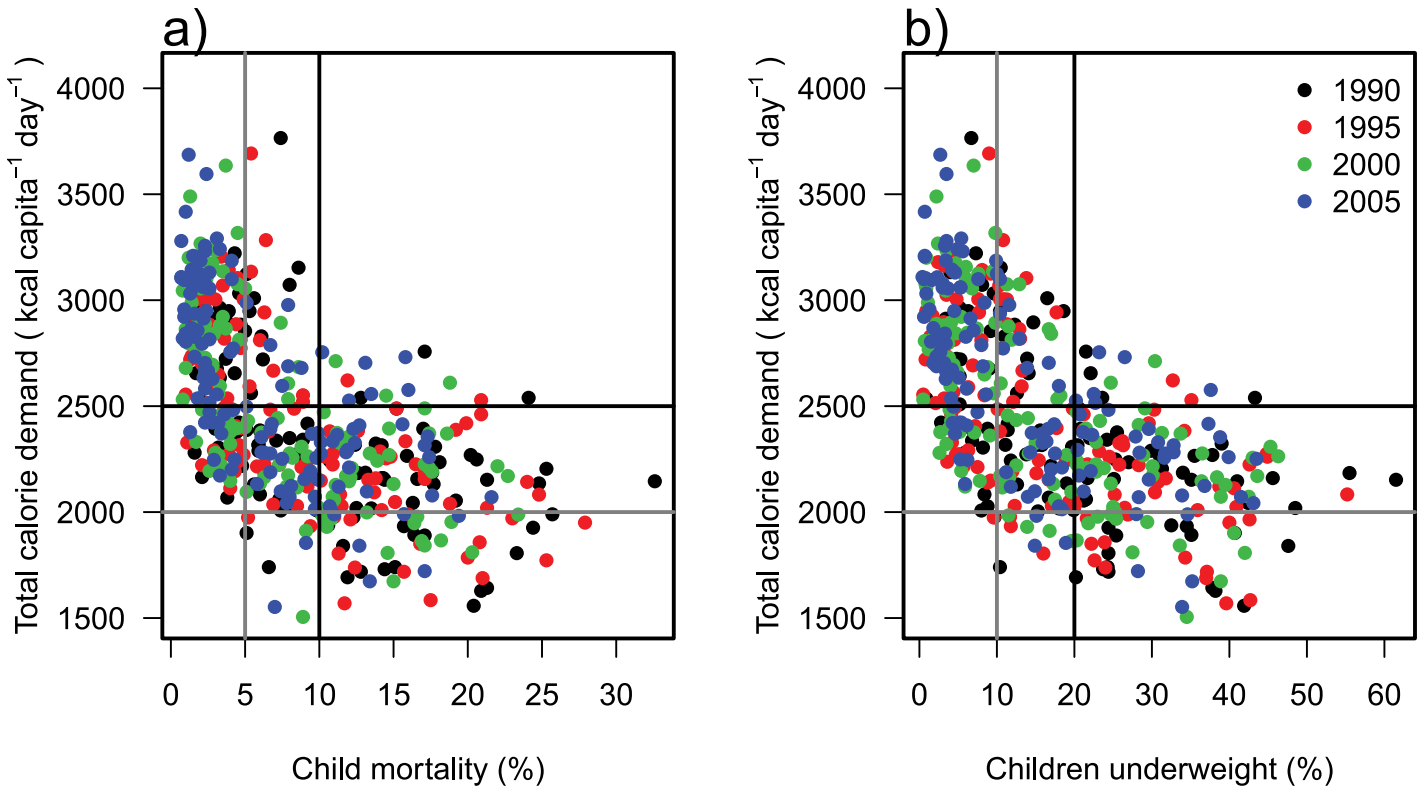 a)
Total calorie demand ( kcal capita⁻¹ day⁻¹ )
4000
3500
3000
2500
2000
1500
0 5 10 15 20 25 30
Child mortality (%)
b)
Total calorie demand ( kcal capita⁻¹ day⁻¹ )
4000
3500
3000
2500
2000
1500
0 10 20 30 40 50 60
Children underweight (%)
1990
1995
2000
2005